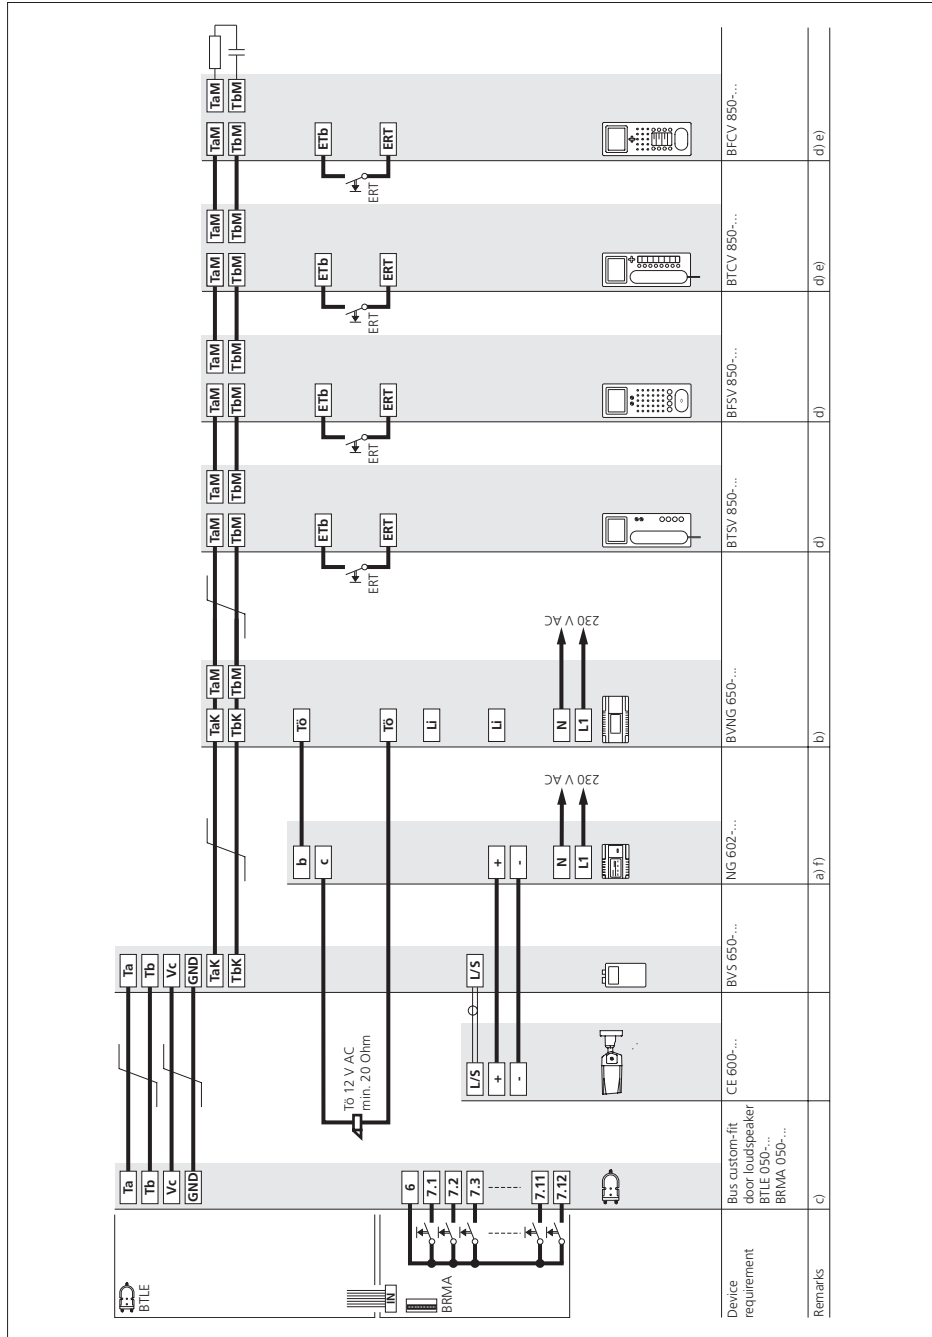 Ta Ta
BTLE
Tb Tb
Vc Vc
GND GND
TaK TaK TaM TaM TaM TaM TaM TaM TaM TaM TaM
TbK TbK TbM TbM TbM TbM TbM TbM TbM TbM TbM
b Tö
c ETb ETb ETb ETb
Tö 12 V AC
min. 20 Ohm
ERT ERT ERT ERT
IN Tö ERT ERT ERT ERT
6
7.1 Li
BRMA
7.2
7.3 L/S L/S
+ + Li
- -
7.11
7.12 N N
230 V AC 230 V AC
L1 L1
Device
requirement
Bus custom-fit
door loudspeaker
BTLE 050-...
BRMA 050-...
CE 600-...
BVS 650-...
NG 602-...
BVNG 650-...
BTSV 850-...
BFSV 850-...
BTCV 850-...
BFCV 850-...
Remarks
c)
a) f)
b)
d)
d)
d) e)
d) e)